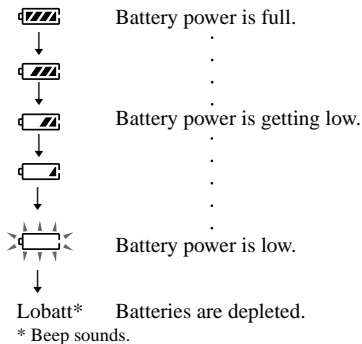 Battery power is full.
Battery power is getting low.
Battery power is low.
Lobatt* Batteries are depleted.
* Beep sounds.